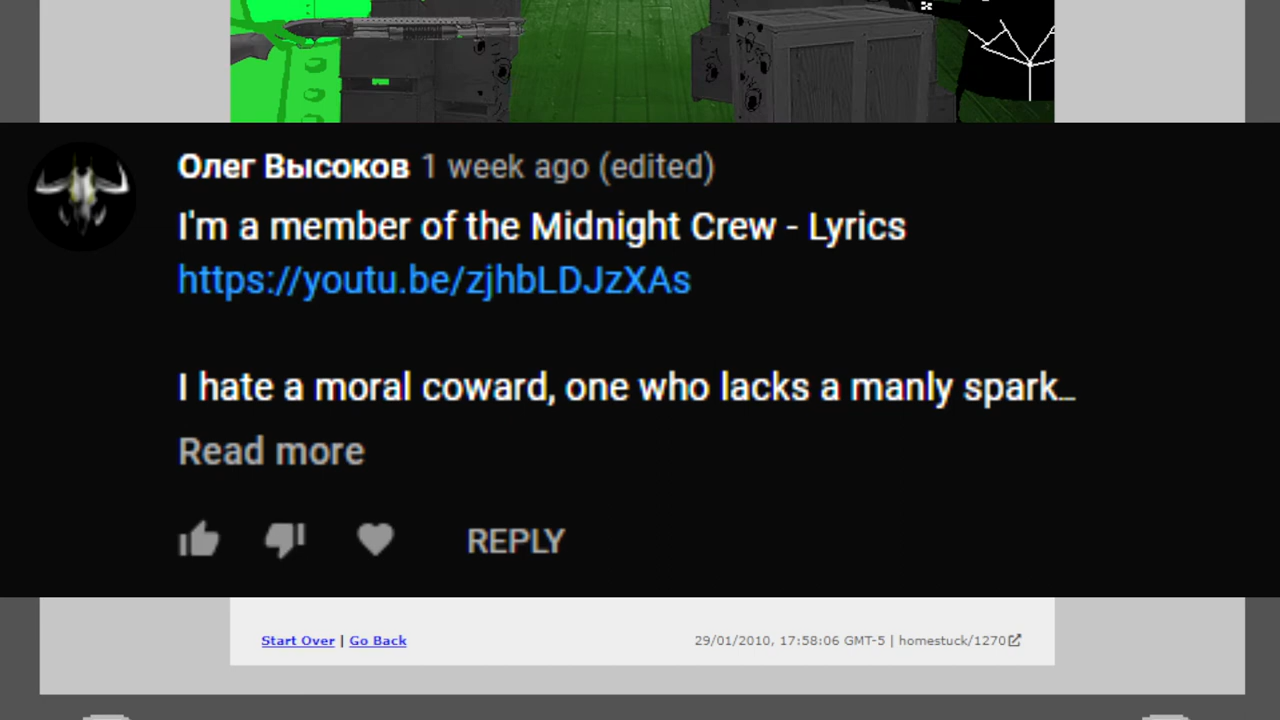 Олег Высоков 1 week ago (edited)
I'm a member of the Midnight Crew - Lyrics
https://youtu.be/zjhbLDJzXAs
I hate a moral coward, one who lacks a manly spark...
Read more
REPLY
Start Over | Go Back
29/01/2010, 17:58:06 GMT-5 | homestuck/1270